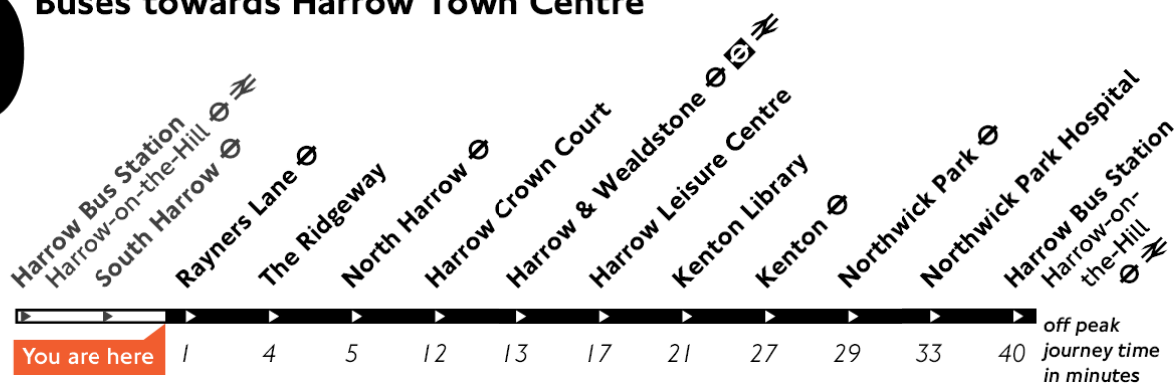 Buses towards Harrow Town Centre
Harrow Bus Station
Harrow-on-the-Hill
South Harrow
Rayners Lane
The Ridgeway
North Harrow
Harrow Crown Court
Harrow & Wealdstone
Harrow Leisure Centre
Kenton Library
Kenton
Northwick Park
Northwick Park Hospital
Harrow Bus Station
Harrow-on-
the-Hill
You are here
1 4 5 12 13 17 21 27 29 33 40
off peak
journey time
in minutes